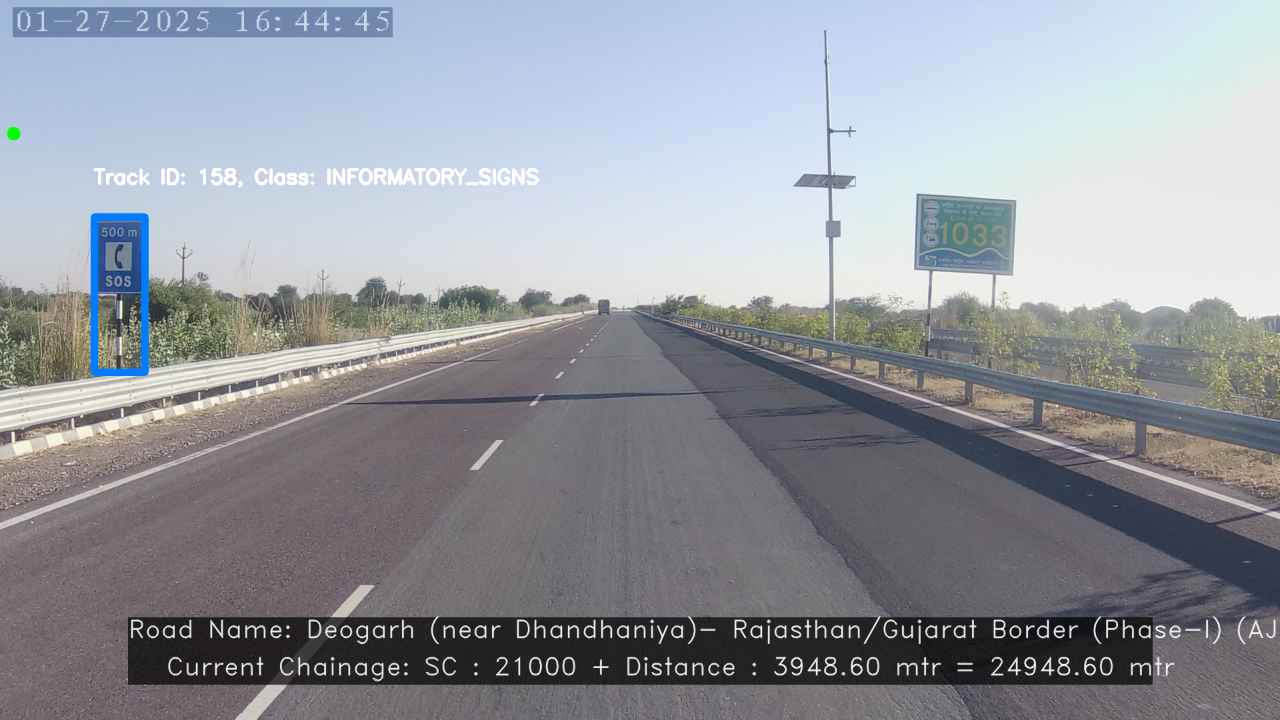 01-27-2025 16:44:45
Track ID: 158, Class: INFORMATORY_SIGNS
500 m
SOS
1033
Road Name: Deogarh (near Dhandhaniya)- Rajasthan/Gujarat Border (Phase-I) (AJ
Current Chainage: SC : 21000 + Distance : 3948.60 mtr = 24948.60 mtr